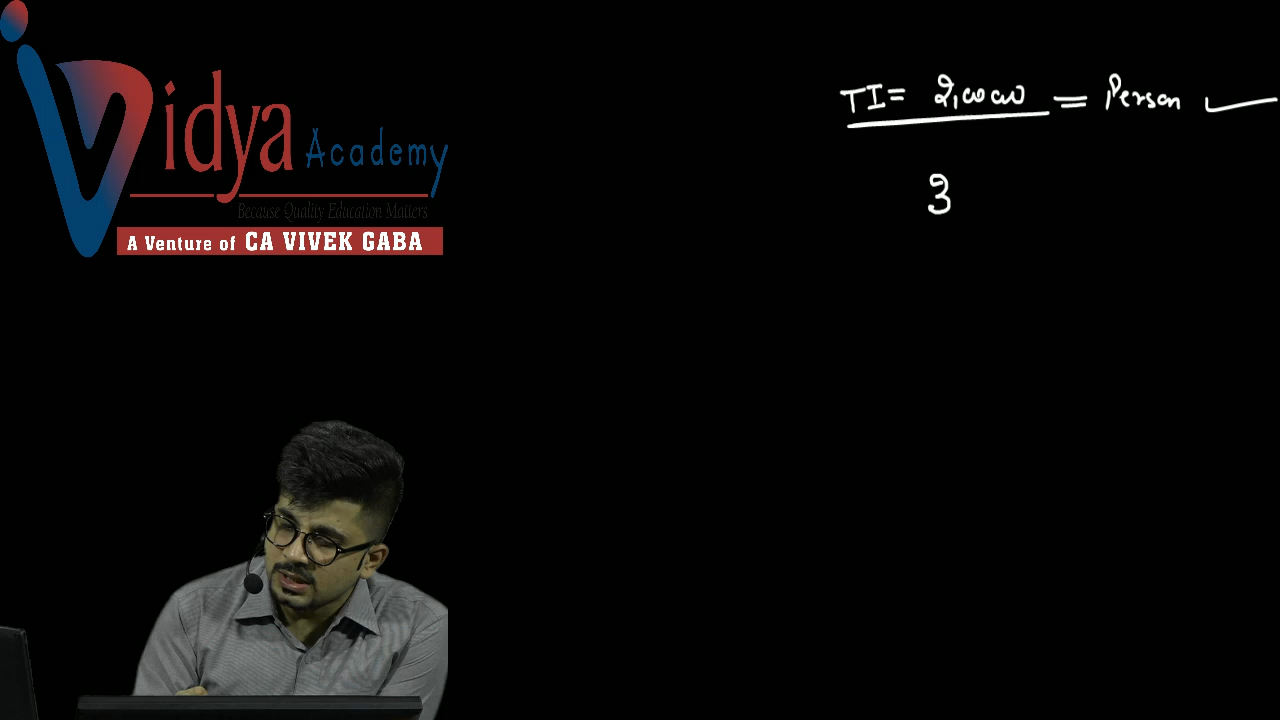 Vidya Academy
Because Quality Education Matters
A Venture of CA VIVEK GABA
TI = 2,00,000 = Person
3